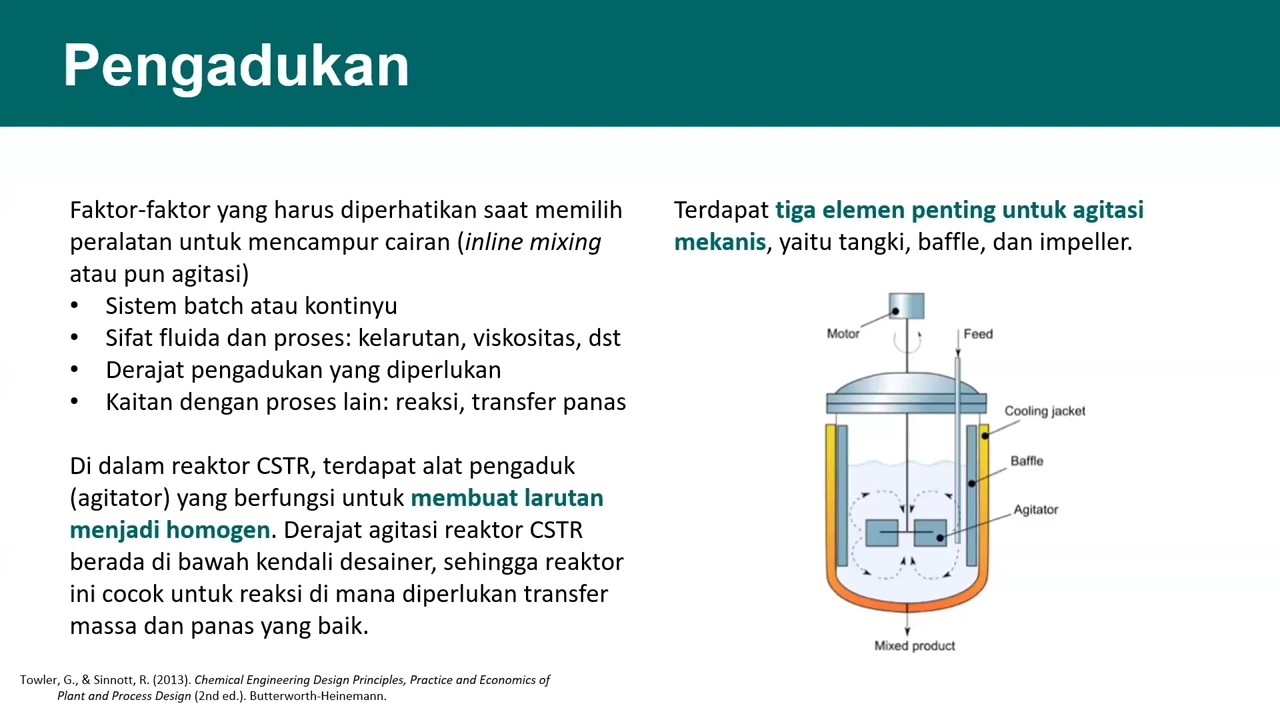 Pengadukan
Faktor-faktor yang harus diperhatikan saat memilih
peralatan untuk mencampur cairan (inline mixing
atau pun agitasi)
• Sistem batch atau kontinyu
• Sifat fluida dan proses: kelarutan, viskositas, dst
• Derajat pengadukan yang diperlukan
• Kaitan dengan proses lain: reaksi, transfer panas
Di dalam reaktor CSTR, terdapat alat pengaduk
(agitator) yang berfungsi untuk membuat larutan
menjadi homogen. Derajat agitasi reaktor CSTR
berada di bawah kendali desainer, sehingga reaktor
ini cocok untuk reaksi di mana diperlukan transfer
massa dan panas yang baik.
Terdapat tiga elemen penting untuk agitasi
mekanis, yaitu tangki, baffle, dan impeller.
Motor
Feed
Cooling jacket
Baffle
Agitator
Mixed product
Towler, G., & Sinnott, R. (2013). Chemical Engineering Design Principles, Practice and Economics of
Plant and Process Design (2nd ed.). Butterworth-Heinemann.